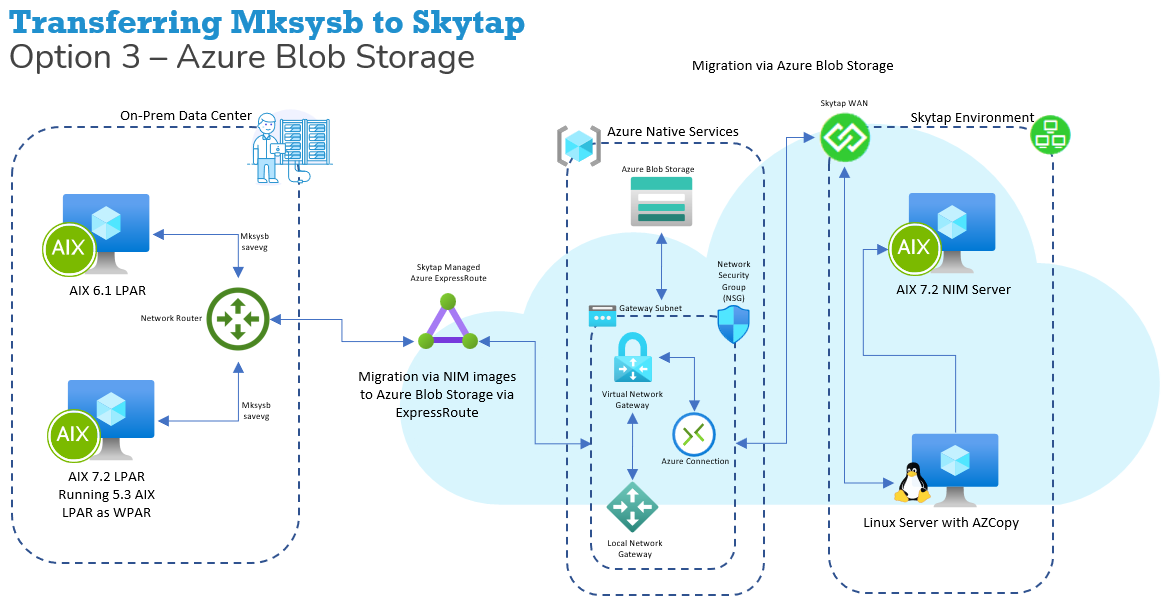 Transferring Mksysb to Skytap
Option 3 – Azure Blob Storage
Migration via Azure Blob Storage
On-Prem Data Center
AIX
AIX 6.1 LPAR
Mksysb
savevg
Network Router
Mksysb
savevg
AIX
AIX 7.2 LPAR
Running 5.3 AIX
LPAR as WPAR
Skytap Managed
Azure ExpressRoute
Migration via NIM images
to Azure Blob Storage via
ExpressRoute
Azure Native Services
Azure Blob Storage
Network
Security
Group
(NSG)
Gateway Subnet
Virtual Network
Gateway
Azure Connection
Local Network
Gateway
Skytap WAN
Skytap Environment
AIX
AIX 7.2 NIM Server
Linux Server with AZCopy